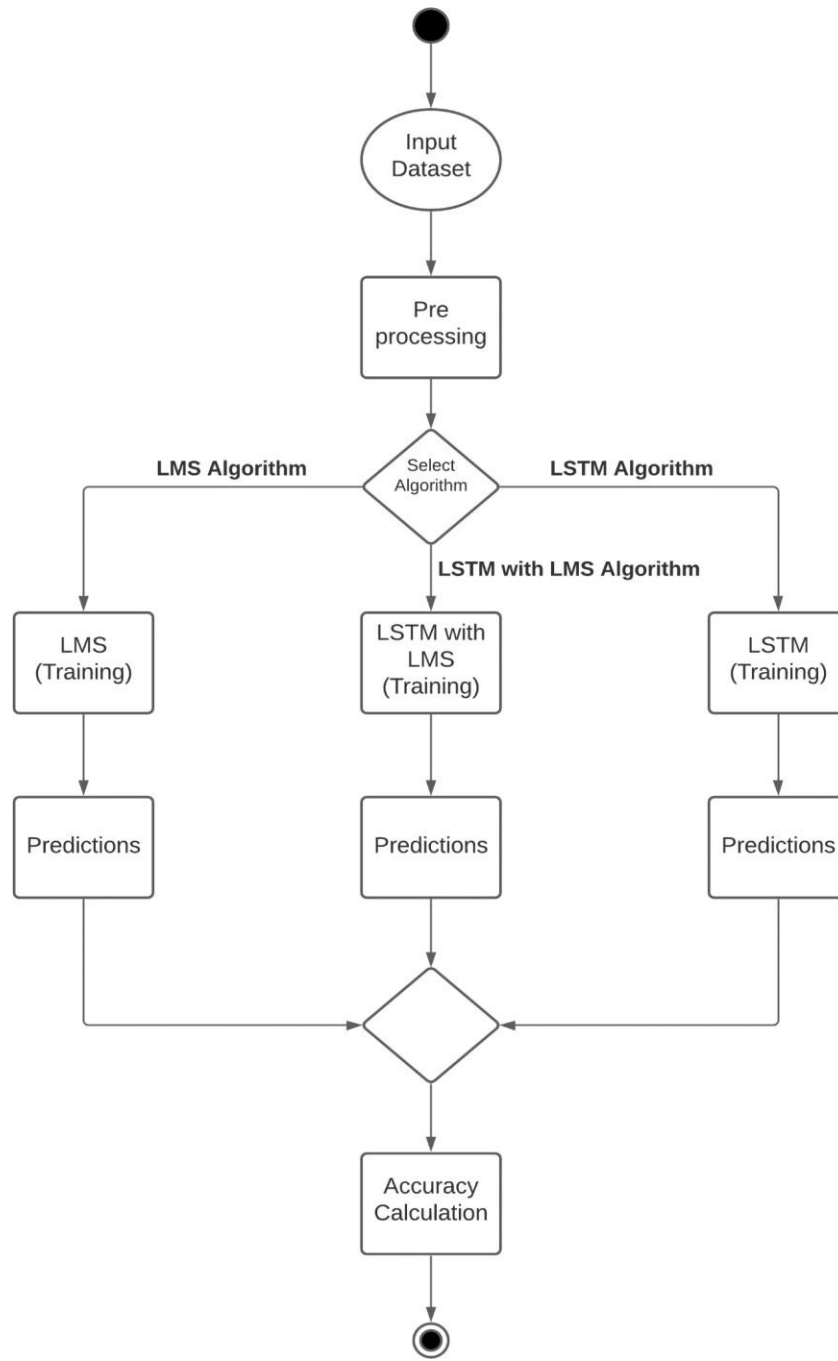 Input
Dataset
Pre
processing
Select
Algorithm
LMS Algorithm
LSTM Algorithm
LSTM with LMS Algorithm
LMS
(Training)
LSTM with
LMS
(Training)
LSTM
(Training)
Predictions
Predictions
Predictions
Accuracy
Calculation